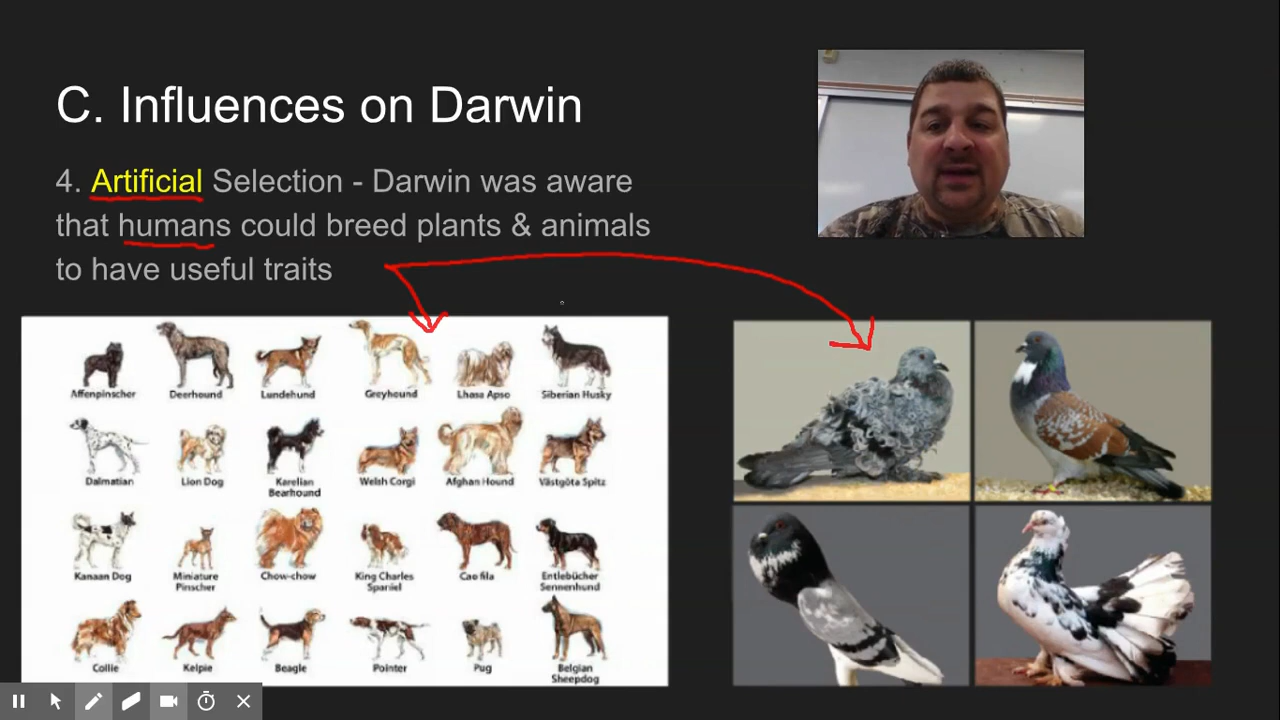 C. Influences on Darwin
4. Artificial Selection - Darwin was aware
that humans could breed plants & animals
to have useful traits
Affenpinscher Deerhound Lundehund Greyhound Lhasa Apso Siberian Husky
Dalmatian Lion Dog Karelian Bearhound Welsh Corgi Afghan Hound Västgöta Spitz
Kanaan Dog Miniature Pinscher Chow-chow King Charles Spaniel Cao fila Entlebücher Sennenhund
Collie Kelpie Beagle Pointer Pug Belgian Sheepdog